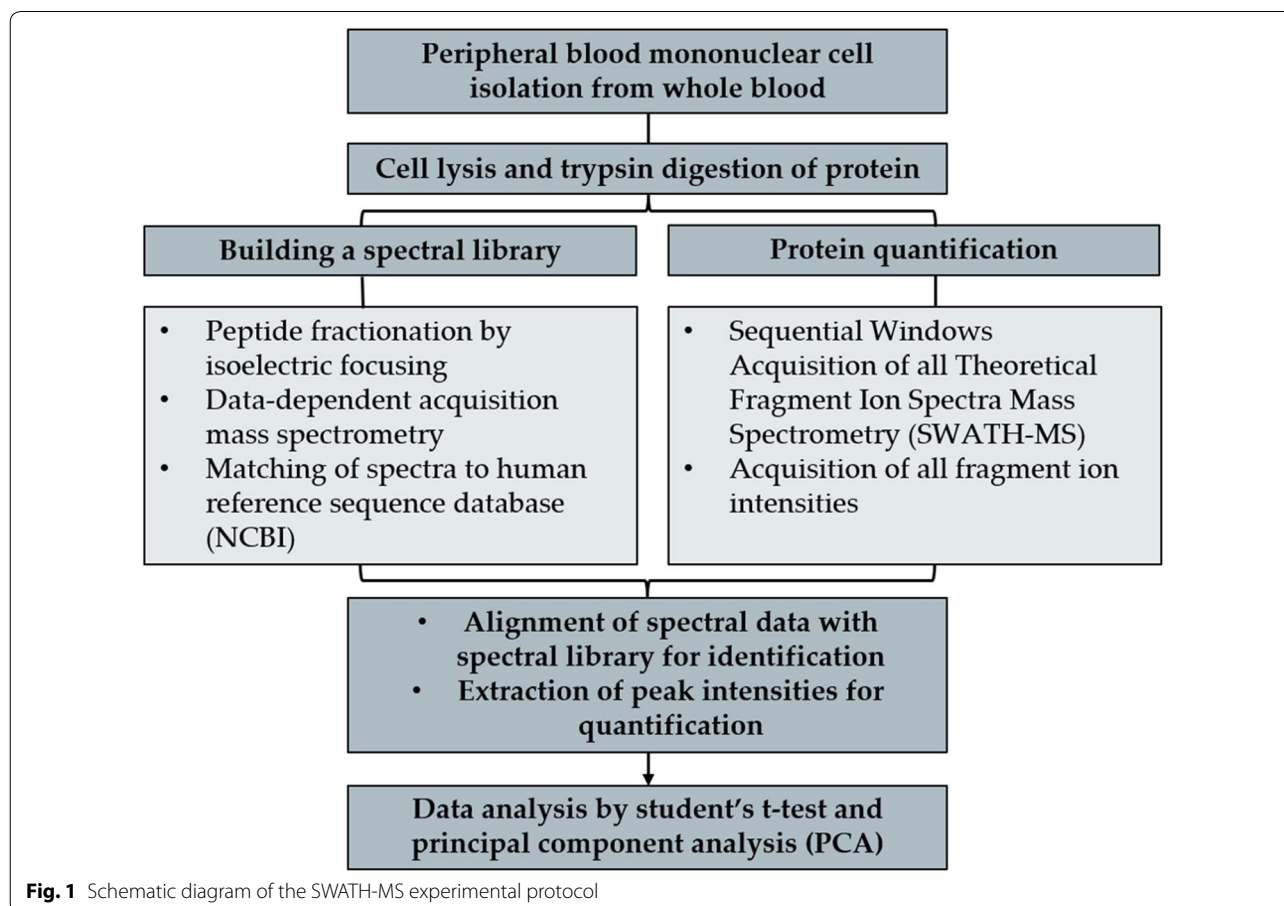 Peripheral blood mononuclear cell
isolation from whole blood
Cell lysis and trypsin digestion of protein
Building a spectral library
• Peptide fractionation by
isoelectric focusing
• Data-dependent acquisition
mass spectrometry
• Matching of spectra to human
reference sequence database
(NCBI)
Protein quantification
• Sequential Windows
Acquisition of all Theoretical
Fragment Ion Spectra Mass
Spectrometry (SWATH-MS)
• Acquisition of all fragment ion
intensities
• Alignment of spectral data with
spectral library for identification
• Extraction of peak intensities for
quantification
Data analysis by student's t-test and
principal component analysis (PCA)
Fig. 1 Schematic diagram of the SWATH-MS experimental protocol